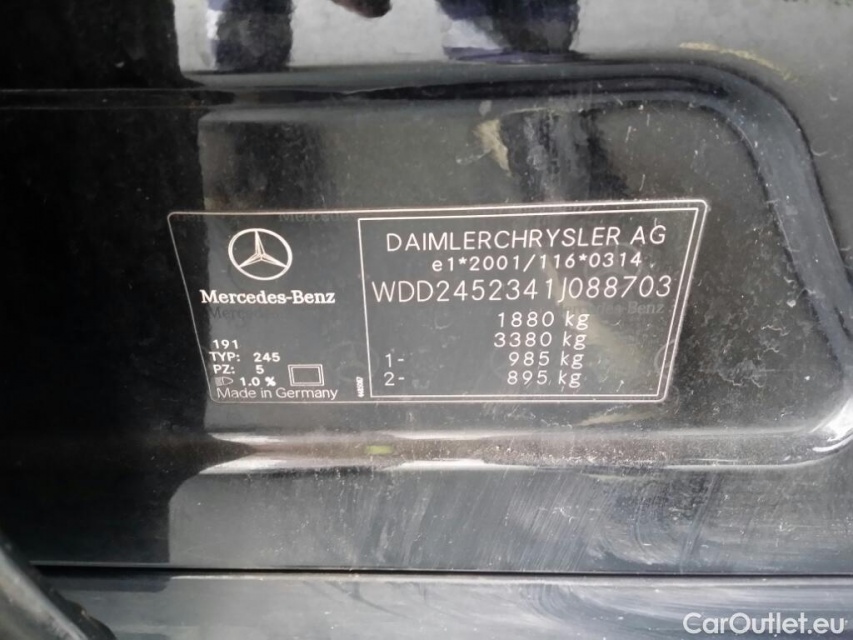 DAIMLERCHRYSLER AG
e1*2001/116*0314
WDD2452341J088703
1880 kg
3380 kg
1- 985 kg
2- 895 kg
Mercedes-Benz
191
TYP: 245
PZ: 5
1.0 %
Made in Germany
CarOutlet.eu